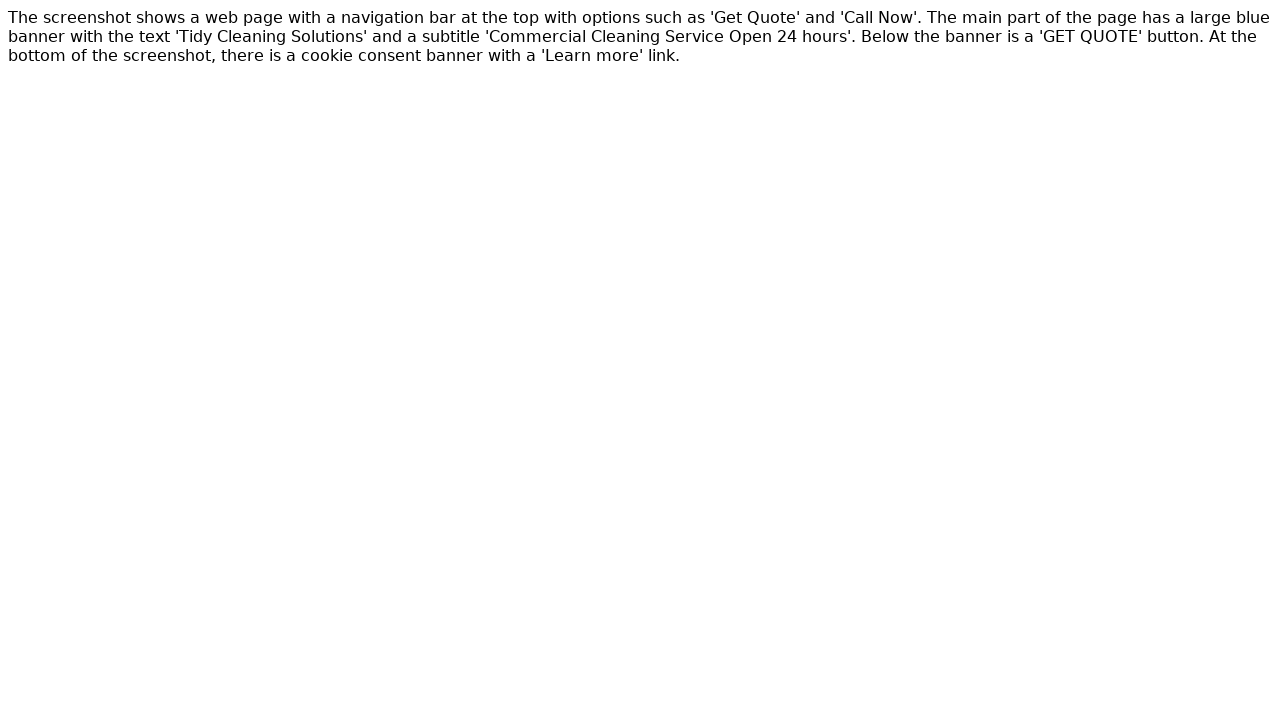 The screenshot shows a web page with a navigation bar at the top with options such as 'Get Quote' and 'Call Now'. The main part of the page has a large blue
banner with the text 'Tidy Cleaning Solutions' and a subtitle 'Commercial Cleaning Service Open 24 hours'. Below the banner is a 'GET QUOTE' button. At the
bottom of the screenshot, there is a cookie consent banner with a 'Learn more' link.